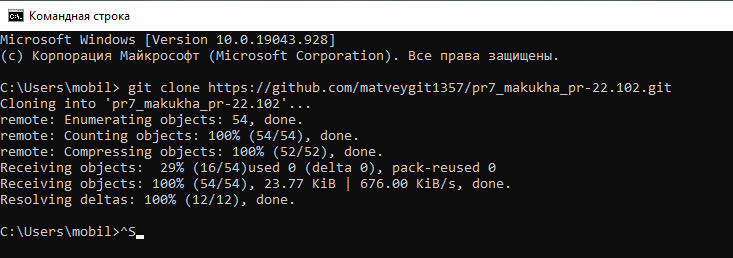 Командная строка
Microsoft Windows [Version 10.0.19043.928]
(c) Корпорация Майкрософт (Microsoft Corporation). Все права защищены.
C:\Users\mobil> git clone https://github.com/matveygit1357/pr7_makukha_pr-22.102.git
Cloning into 'pr7_makukha_pr-22.102'...
remote: Enumerating objects: 54, done.
remote: Counting objects: 100% (54/54), done.
remote: Compressing objects: 100% (52/52), done.
Receiving objects:  29% (16/54)used 0 (delta 0), pack-reused 0
Receiving objects: 100% (54/54), 23.77 KiB | 676.00 KiB/s, done.
Resolving deltas: 100% (12/12), done.
C:\Users\mobil>^S